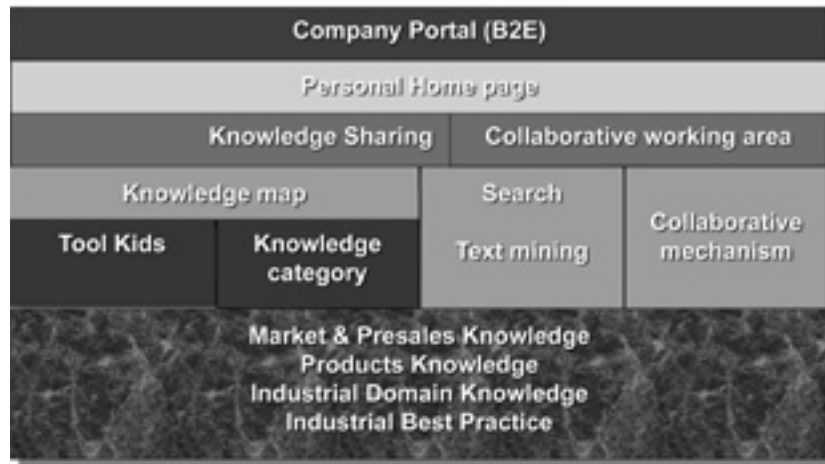 Company Portal (B2E)
Personal Home page
Knowledge Sharing
Collaborative working area
Knowledge map
Search
Text mining
Collaborative
mechanism
Tool Kids
Knowledge
category
Market & Presales Knowledge
Products Knowledge
Industrial Domain Knowledge
Industrial Best Practice